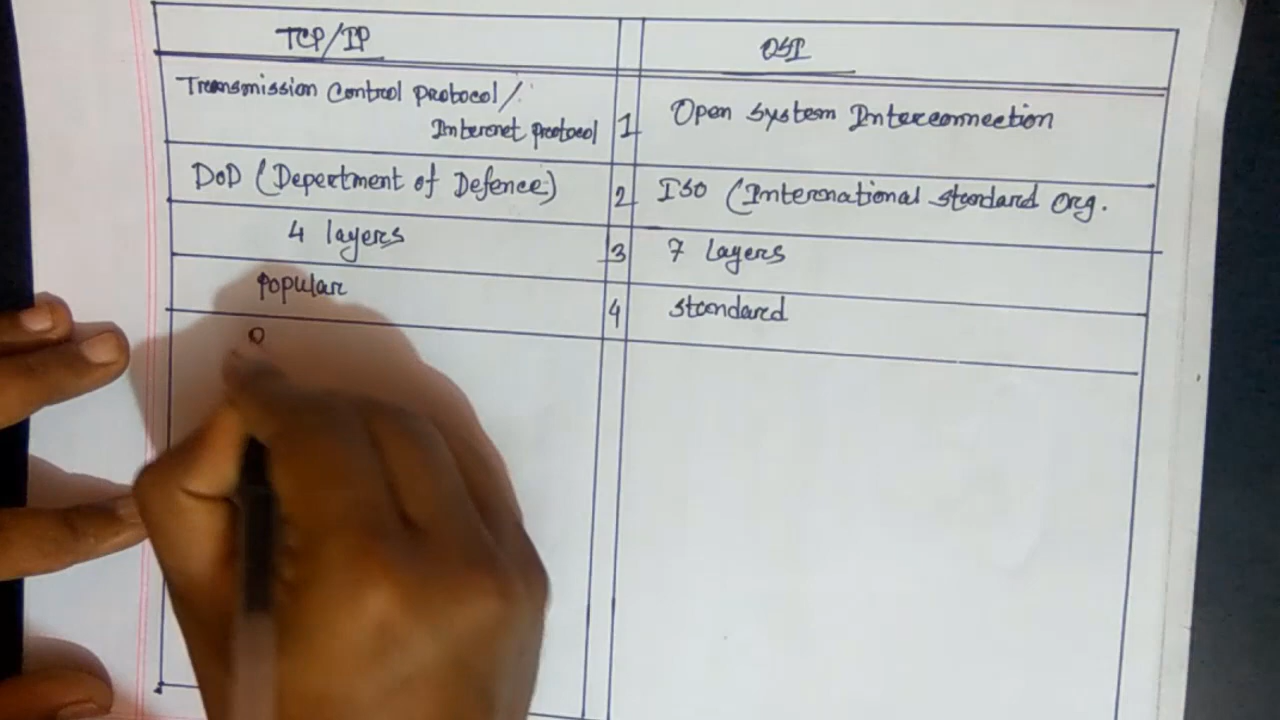 TCP/IP OSI
Transmission Control Protocol/
Internet protocol 1 Open System Interconnection
DOD (Depertment of Defence) 2 ISO (International standard Org.
4 layers 3 7 Layers
Popular 4 standard